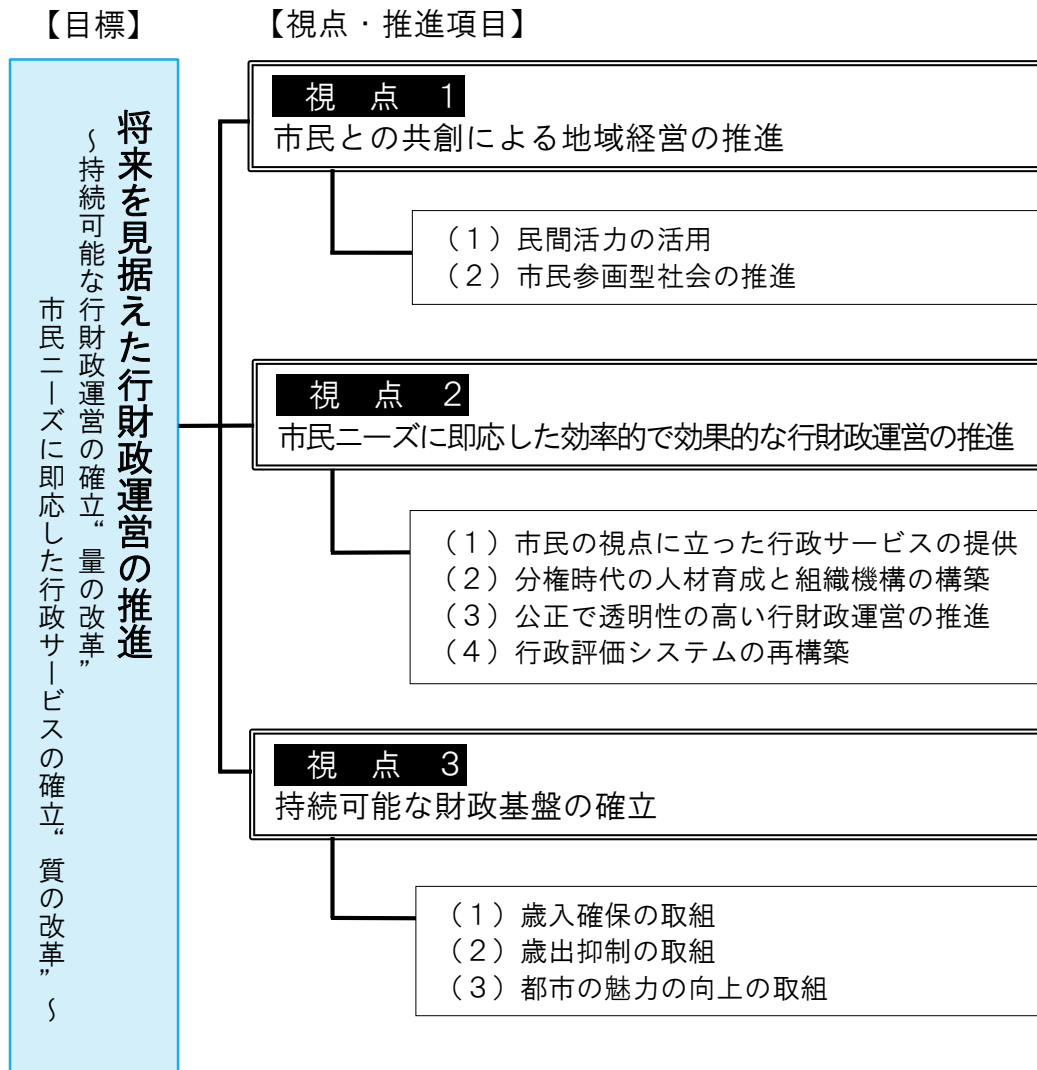 【目標】
【視点・推進項目】
将来を見据えた行財政運営の推進
～持続可能な行財政運営の確立“量の改革”
市民ニーズに即応した行政サービスの確立“質の改革”～
視 点 1
市民との共創による地域経営の推進
（１）民間活力の活用
（２）市民参画型社会の推進
視 点 2
市民ニーズに即応した効率的で効果的な行財政運営の推進
（１）市民の視点に立った行政サービスの提供
（２）分権時代の人材育成と組織機構の構築
（３）公正で透明性の高い行財政運営の推進
（４）行政評価システムの再構築
視 点 3
持続可能な財政基盤の確立
（１）歳入確保の取組
（２）歳出抑制の取組
（３）都市の魅力の向上の取組